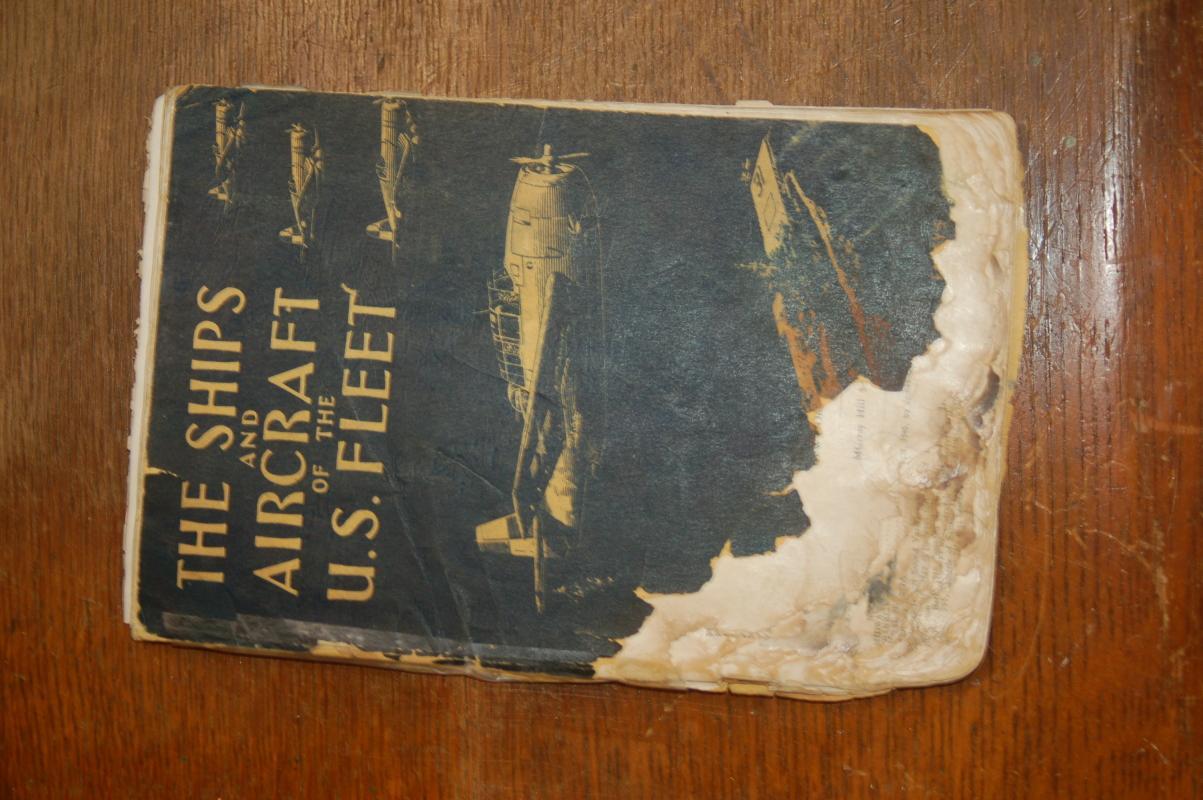 THE SHIPS
AND
AIRCRAFT
OF THE
U.S. FLEET